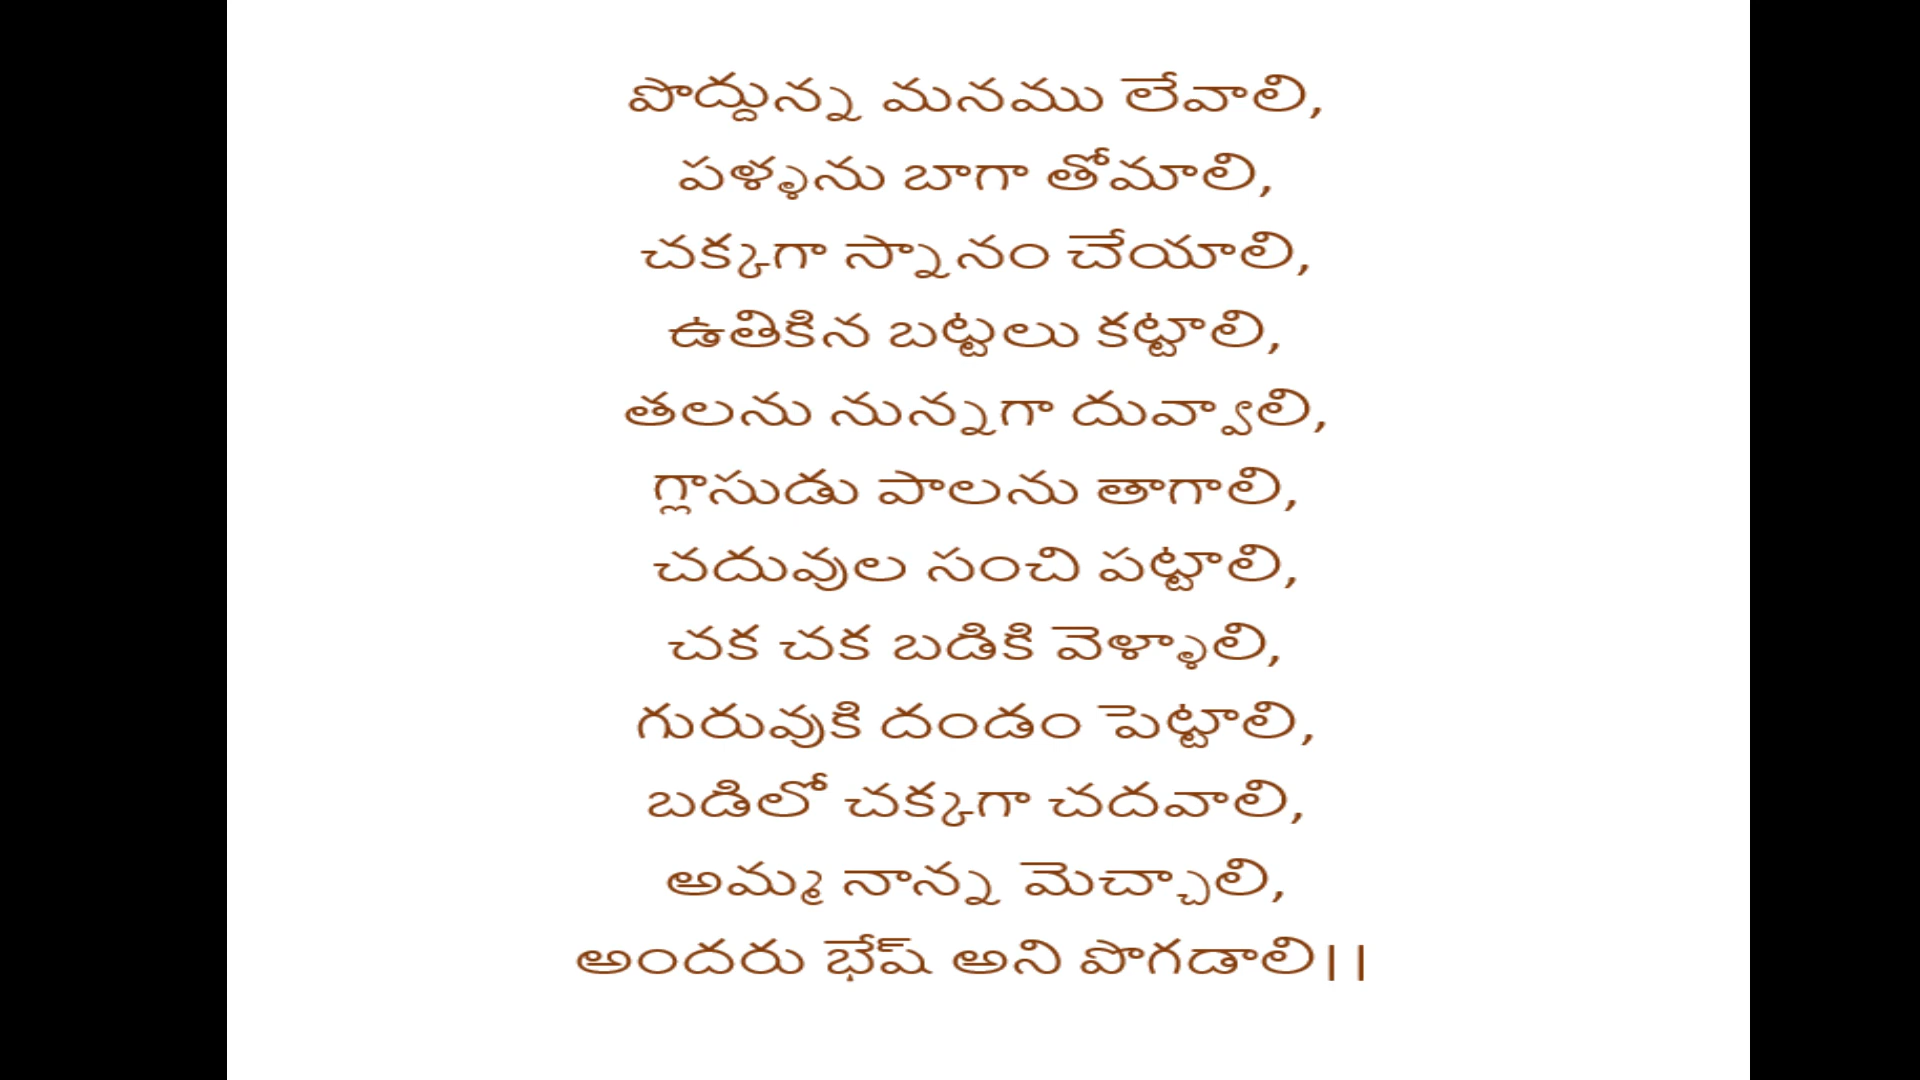 పొద్దున్న మనము లేవాలి,
పళ్ళను బాగా తోమాలి,
చక్కగా స్నానం చేయాలి,
ఉతికిన బట్టలు కట్టాలి,
తలను నున్నగా దువ్వాలి,
గ్లాసుడు పాలను తాగాలి,
చదువుల సంచి పట్టాలి,
చక చక బడికి వెళ్ళాలి,
గురువుకి దండం పెట్టాలి,
బడిలో చక్కగా చదవాలి,
అమ్మ నాన్న మెచ్చాలి,
అందరు భేష్ అని పొగడాలి।।